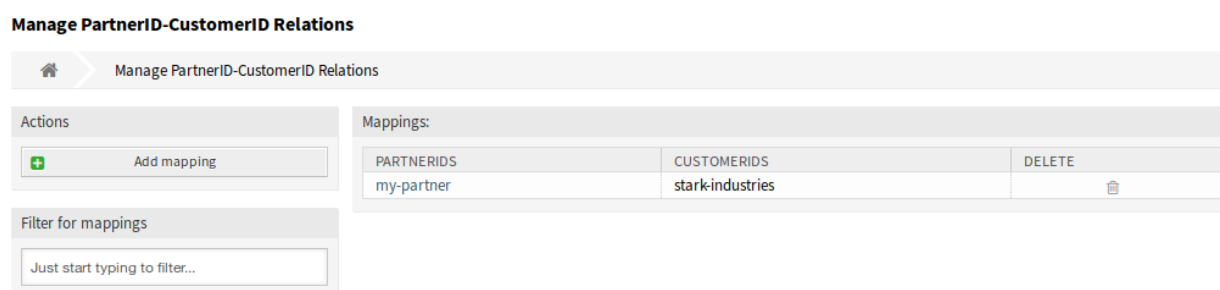 Manage PartnerID-CustomerID Relations
Manage PartnerID-CustomerID Relations
Actions
Add mapping
Filter for mappings
Just start typing to filter...
Mappings:
PARTNERIDS CUSTOMERIDS DELETE
my-partner stark-industries